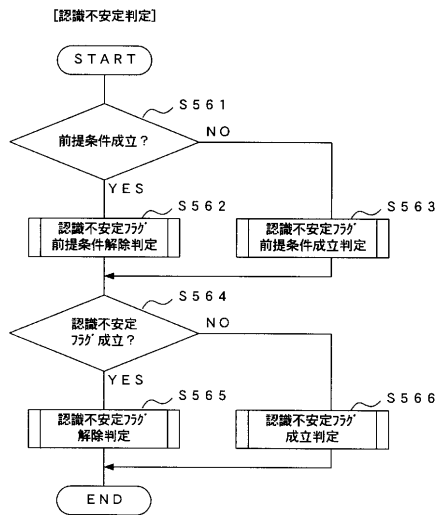 [認識不安定判定]
START
S561
前提条件成立?
NO
YES
S562
認識不安定フラグ
前提条件解除判定
S563
認識不安定フラグ
前提条件成立判定
S564
認識不安定
フラグ成立?
NO
YES
S565
認識不安定フラグ
解除判定
S566
認識不安定フラグ
成立判定
END